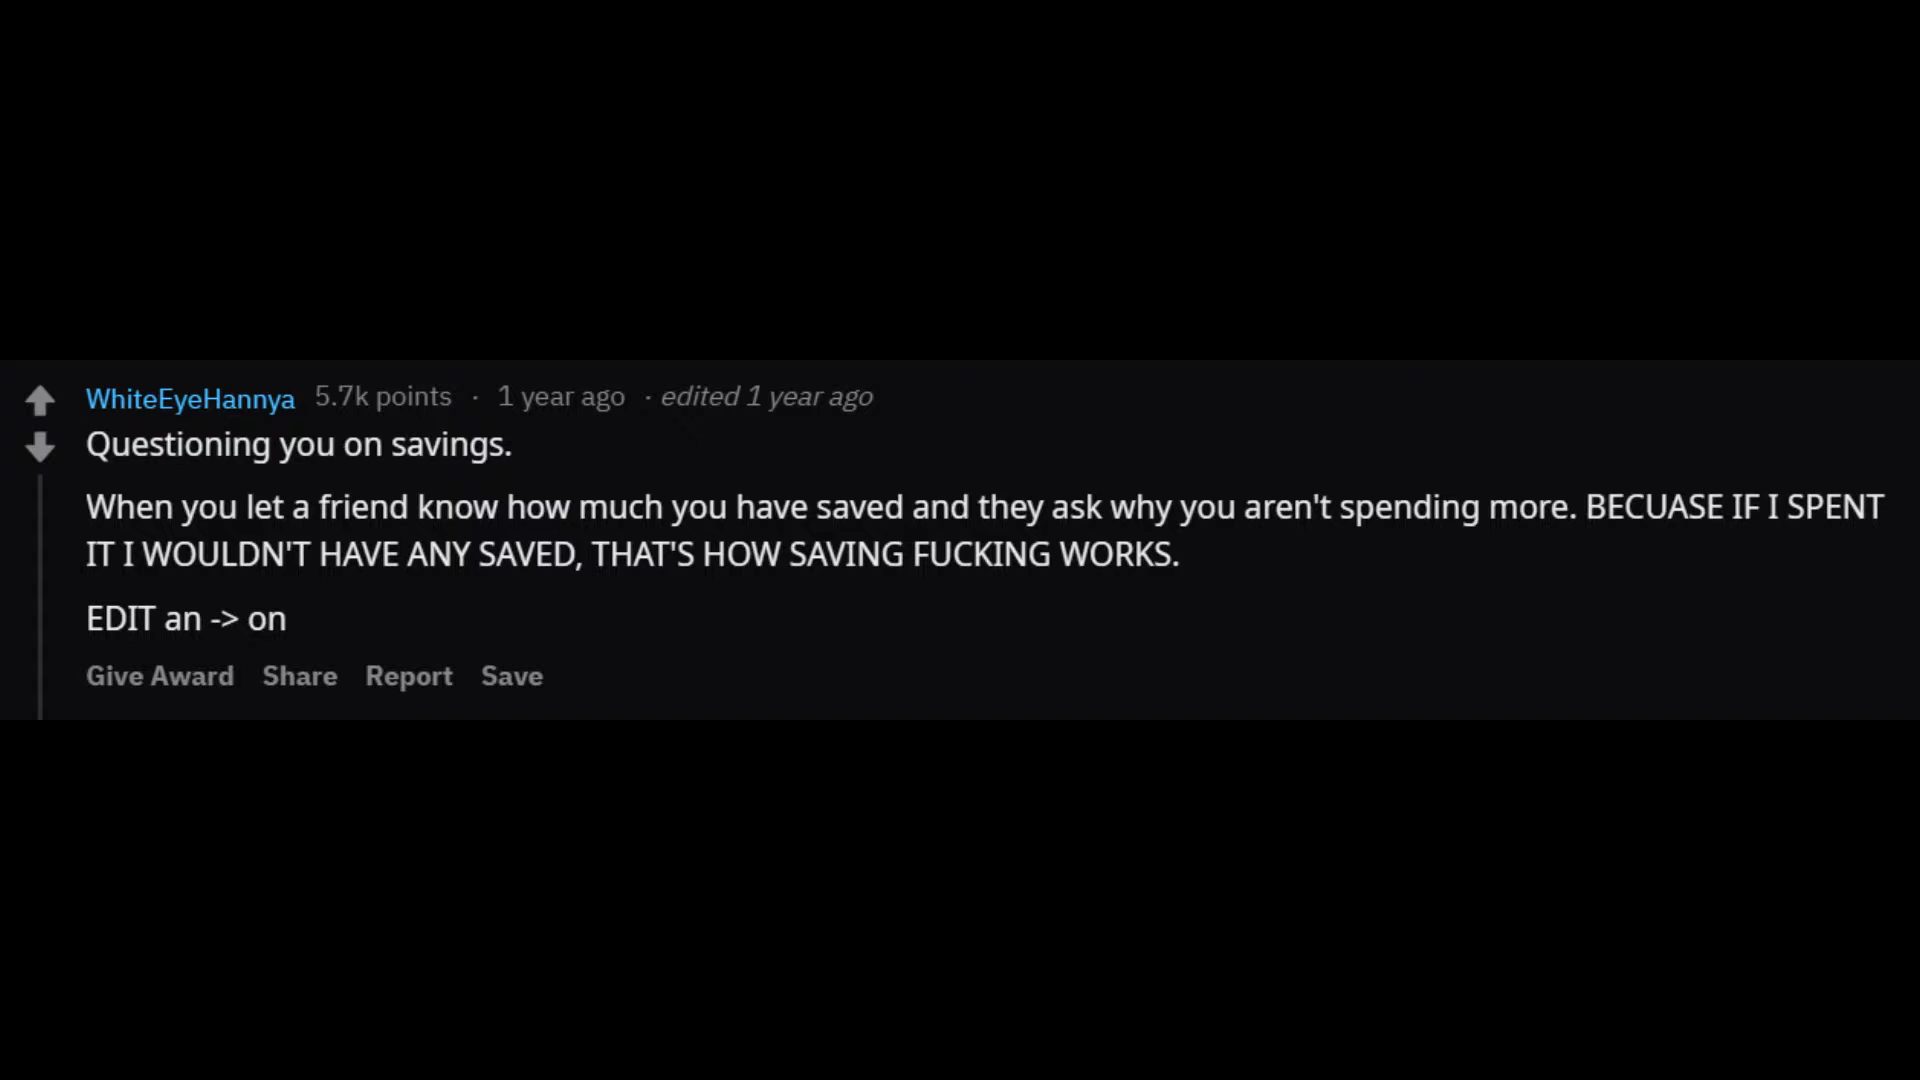 WhiteEyeHannya 5.7k points · 1 year ago · edited 1 year ago
Questioning you on savings.
When you let a friend know how much you have saved and they ask why you aren't spending more. BECUASE IF I SPENT
IT I WOULDN'T HAVE ANY SAVED, THAT'S HOW SAVING FUCKING WORKS.
EDIT an -> on
Give Award Share Report Save